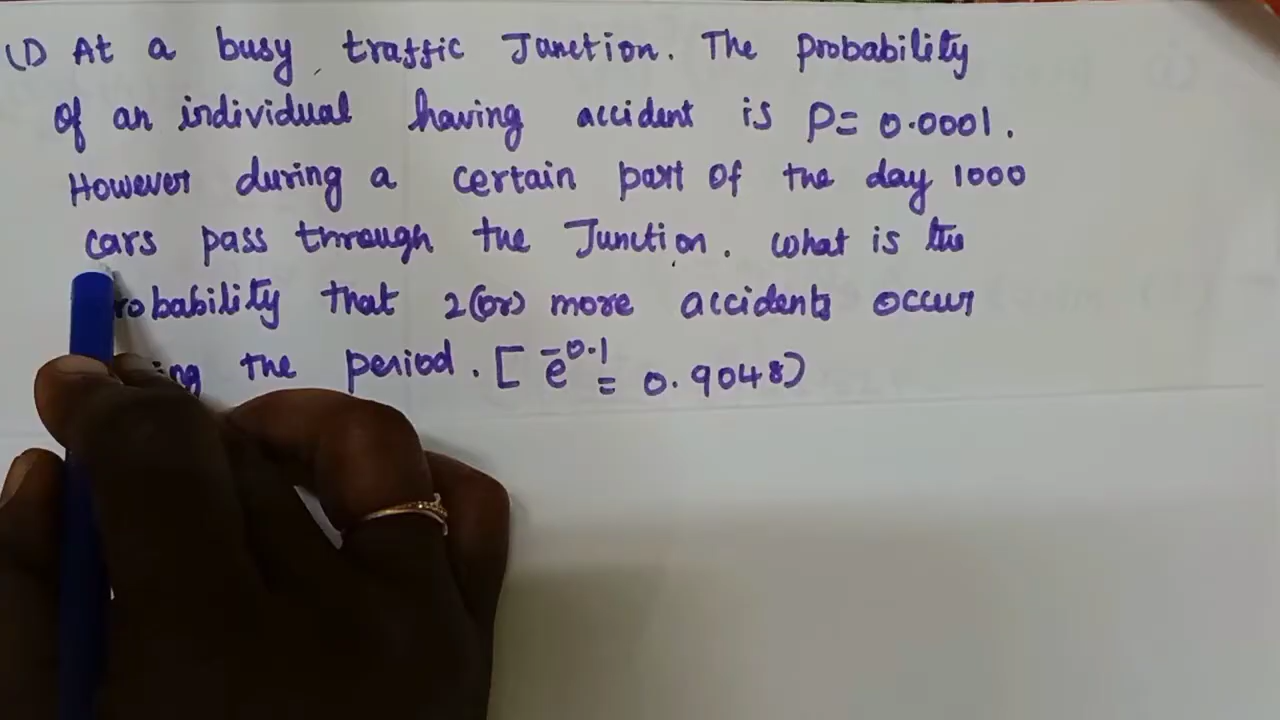 (1) At a busy traffic Junction. The probability
of an individual having accident is P= 0.0001.
However during a certain part of the day 1000
cars pass through the Junction. What is the
probability that 2(or) more accidents occur
the period. [ e^-0.1 = 0.9048)